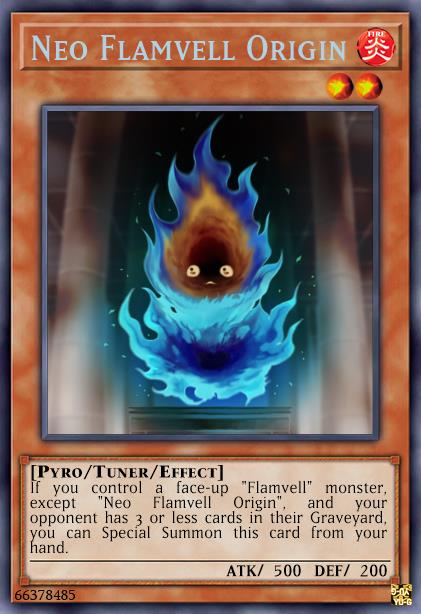 Neo Flamvell Origin
FIRE
炎
[Pyro/Tuner/Effect]
If you control a face-up "Flamvell" monster,
except "Neo Flamvell Origin", and your
opponent has 3 or less cards in their Graveyard,
you can Special Summon this card from your
hand.
ATK/ 500 DEF/ 200
66378485